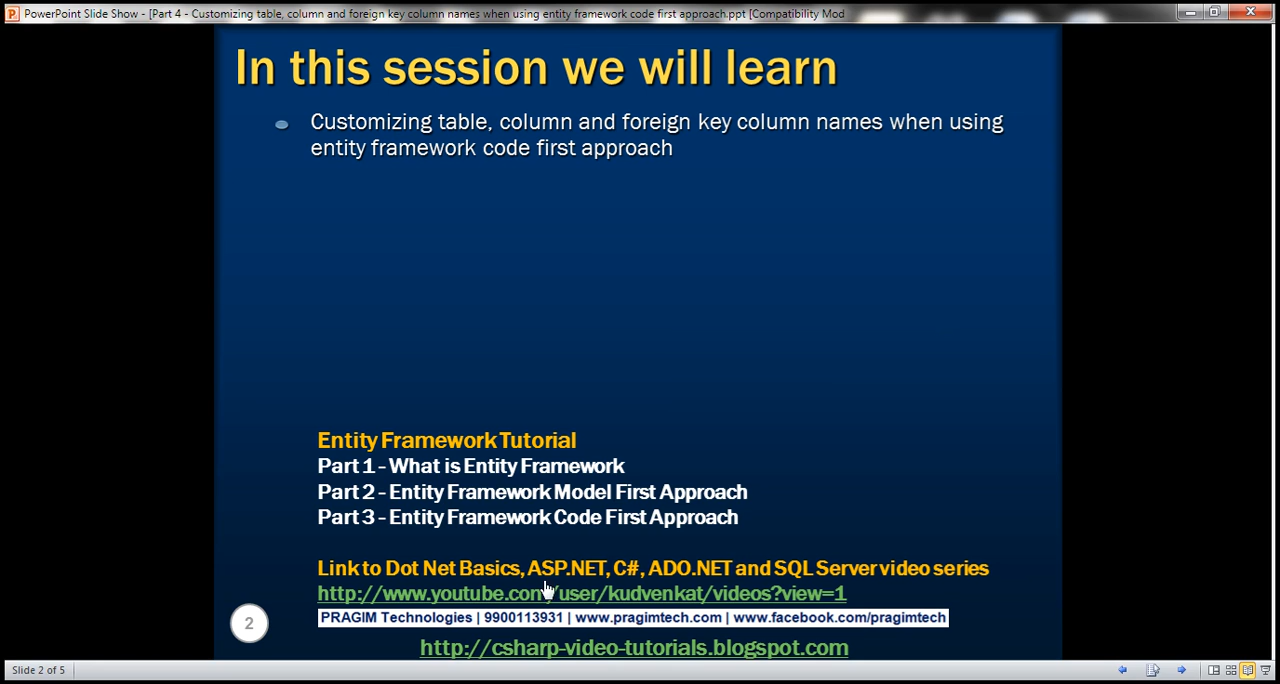 PowerPoint Slide Show - [Part 4 - Customizing table, column and foreign key column names when using entity framework code first approach.ppt [Compatibility Mod
In this session we will learn
Customizing table, column and foreign key column names when using
entity framework code first approach
Entity Framework Tutorial
Part 1 - What is Entity Framework
Part 2 - Entity Framework Model First Approach
Part 3 - Entity Framework Code First Approach
Link to Dot Net Basics, ASP.NET, C#, ADO.NET and SQL Server video series
http://www.youtube.com/user/kudvenkat/videos?view=1
PRAGIM Technologies | 9900113931 | www.pragimtech.com | www.facebook.com/pragimtech
2
http://csharp-video-tutorials.blogspot.com
Slide 2 of 5